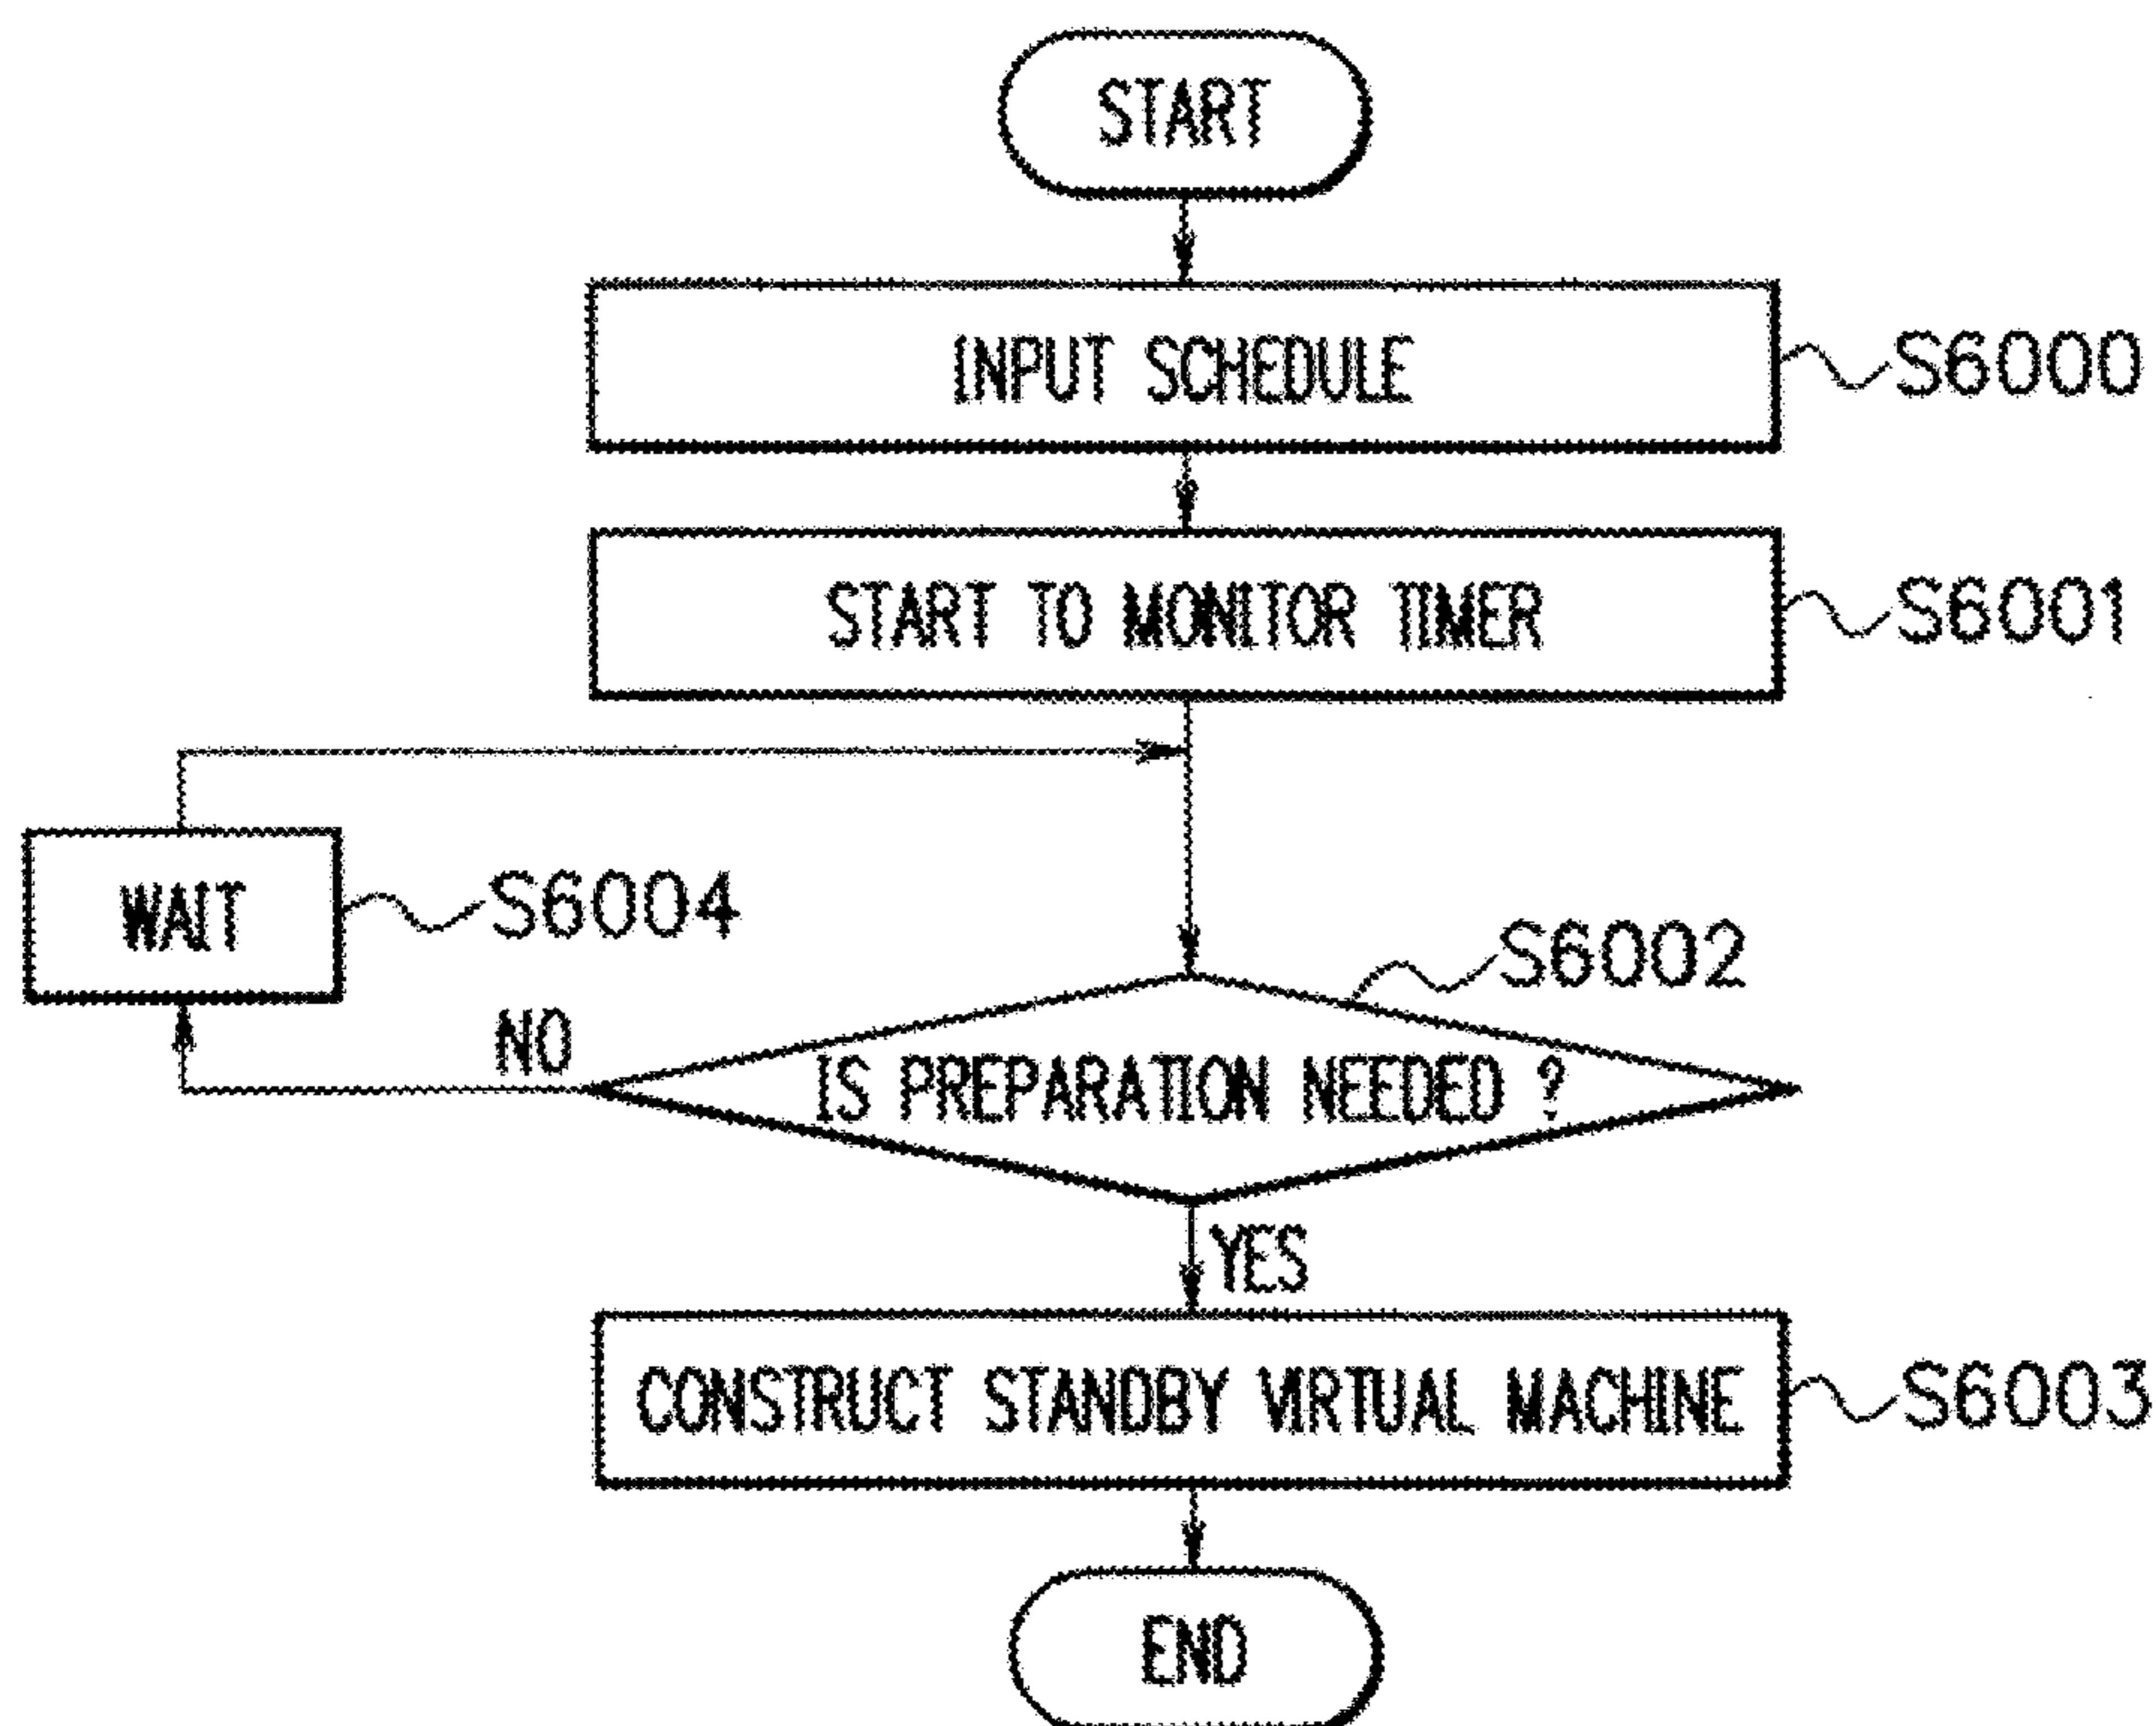 START
INPUT SCHEDULE
S6000
START TO MONITOR TIMER
S6001
WAIT
S6004
S6002
NO
IS PREPARATION NEEDED ?
YES
CONSTRUCT STANDBY VIRTUAL MACHINE
S6003
END